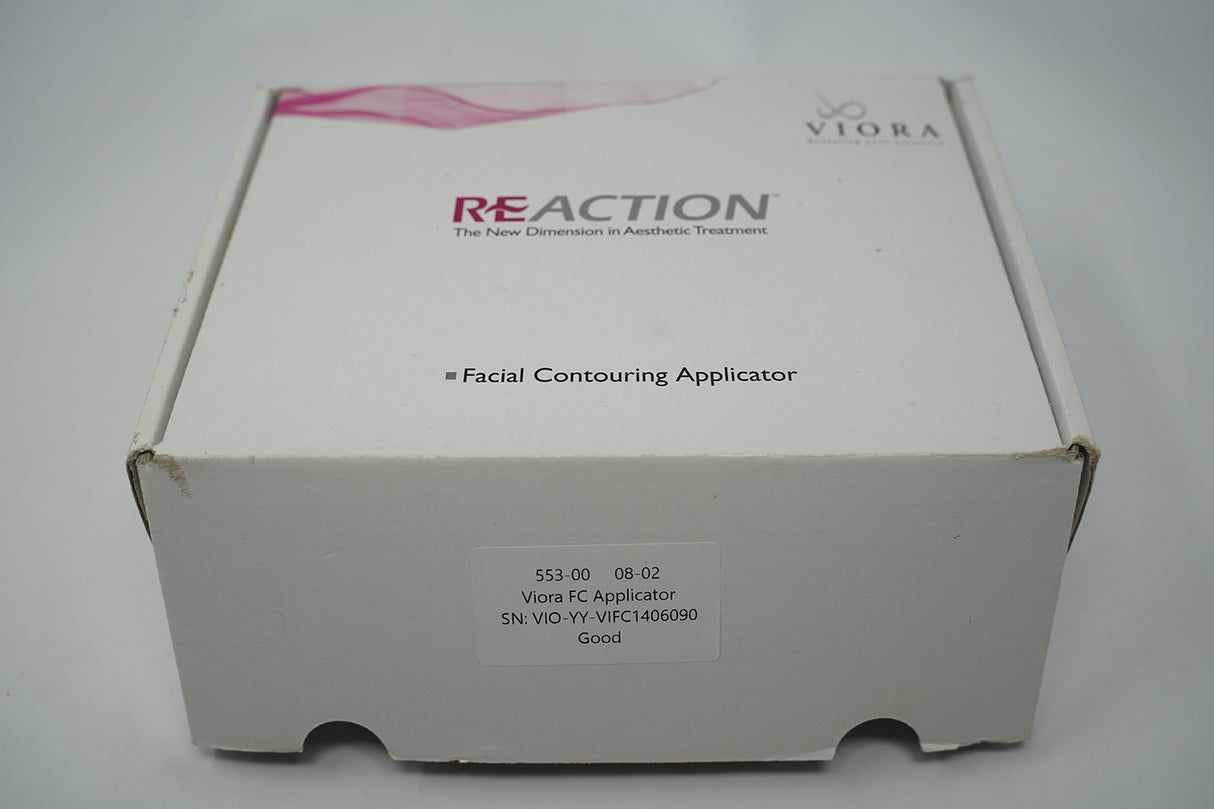 VIORA
REACTION™
The New Dimension in Aesthetic Treatment
▪ Facial Contouring Applicator
553-00 08-02
Viora FC Applicator
SN: VIO-YY-VIFC1406090
Good